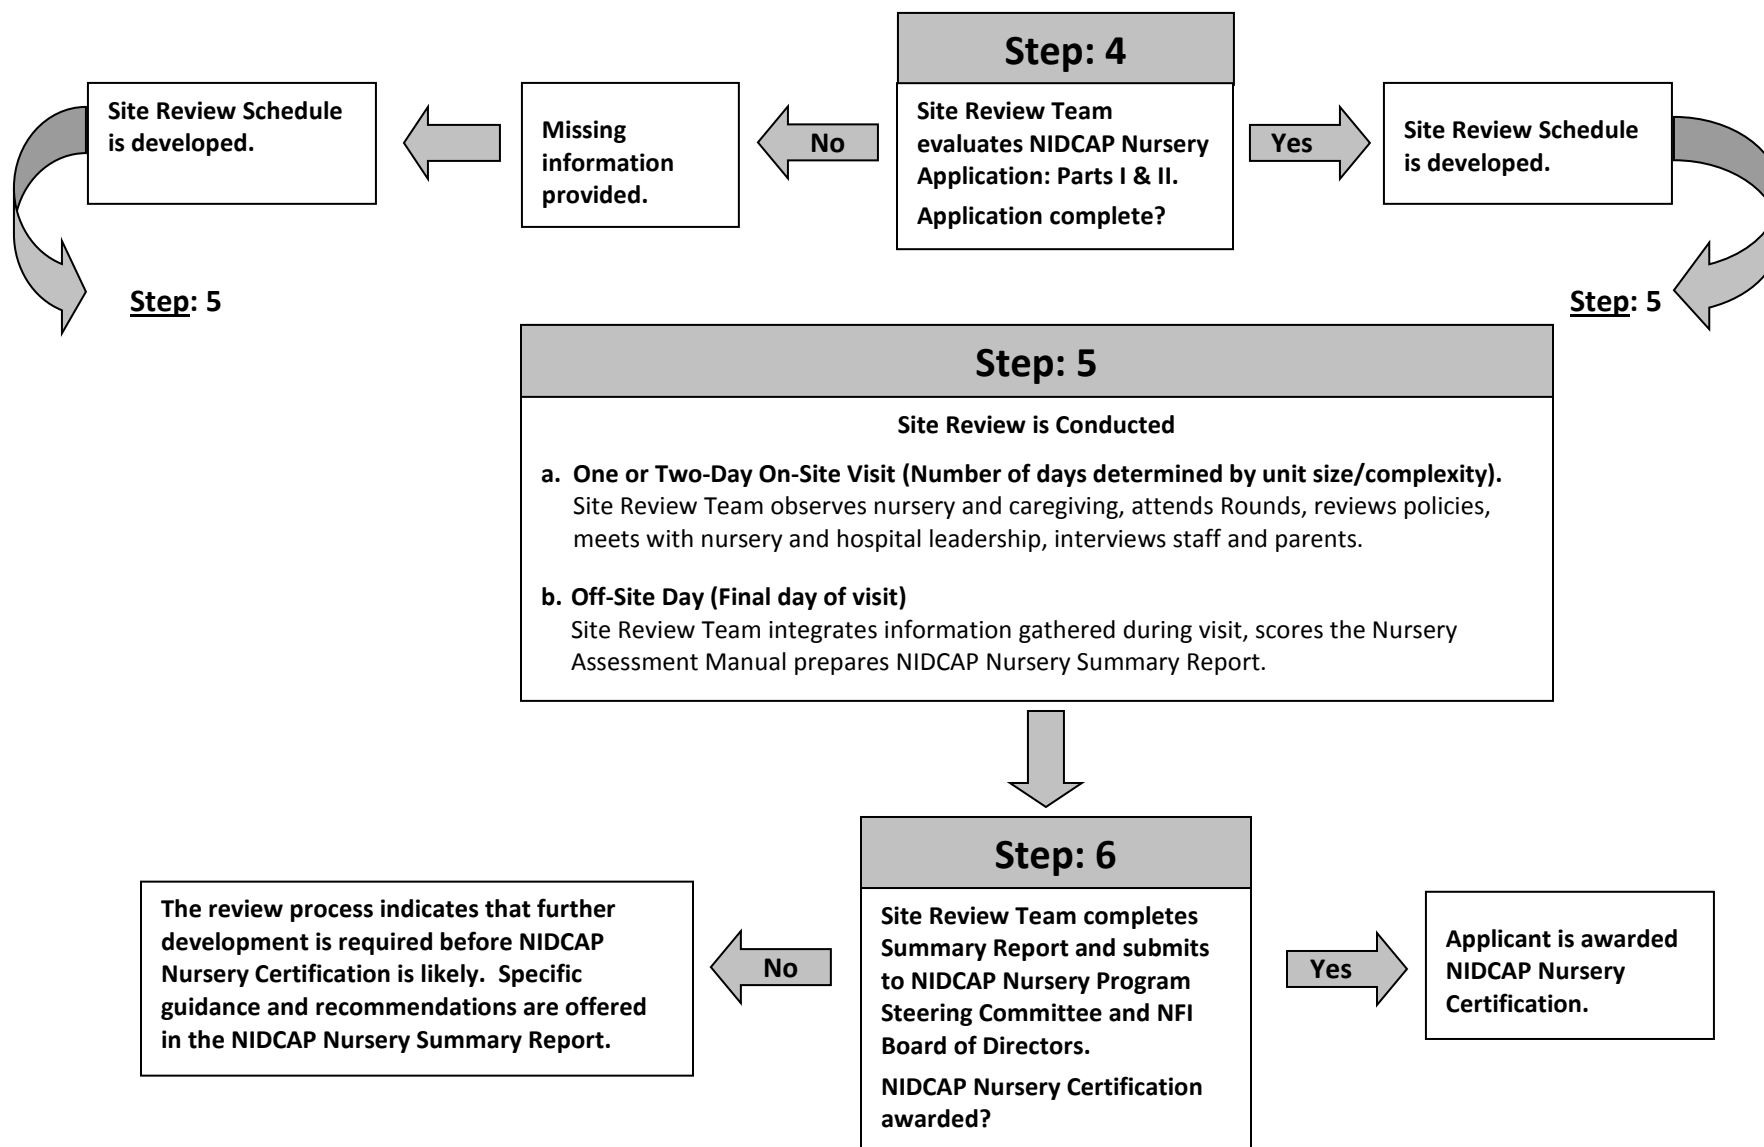 Step: 4
Site Review Team
evaluates NIDCAP Nursery
Application: Parts I & II.
Application complete?
No
Missing
information
provided.
Site Review Schedule
is developed.
Step: 5
Yes
Site Review Schedule
is developed.
Step: 5
Step: 5
Site Review is Conducted
a. One or Two-Day On-Site Visit (Number of days determined by unit size/complexity).
Site Review Team observes nursery and caregiving, attends Rounds, reviews policies,
meets with nursery and hospital leadership, interviews staff and parents.
b. Off-Site Day (Final day of visit)
Site Review Team integrates information gathered during visit, scores the Nursery
Assessment Manual prepares NIDCAP Nursery Summary Report.
Step: 6
Site Review Team completes
Summary Report and submits
to NIDCAP Nursery Program
Steering Committee and NFI
Board of Directors.
NIDCAP Nursery Certification
awarded?
No
The review process indicates that further
development is required before NIDCAP
Nursery Certification is likely.  Specific
guidance and recommendations are offered
in the NIDCAP Nursery Summary Report.
Yes
Applicant is awarded
NIDCAP Nursery
Certification.